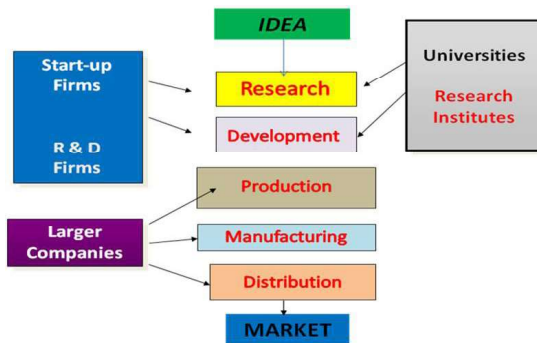 IDEA
Start-up
Firms
R & D
Firms
Universities
Research
Institutes
Research
Development
Production
Larger
Companies
Manufacturing
Distribution
MARKET